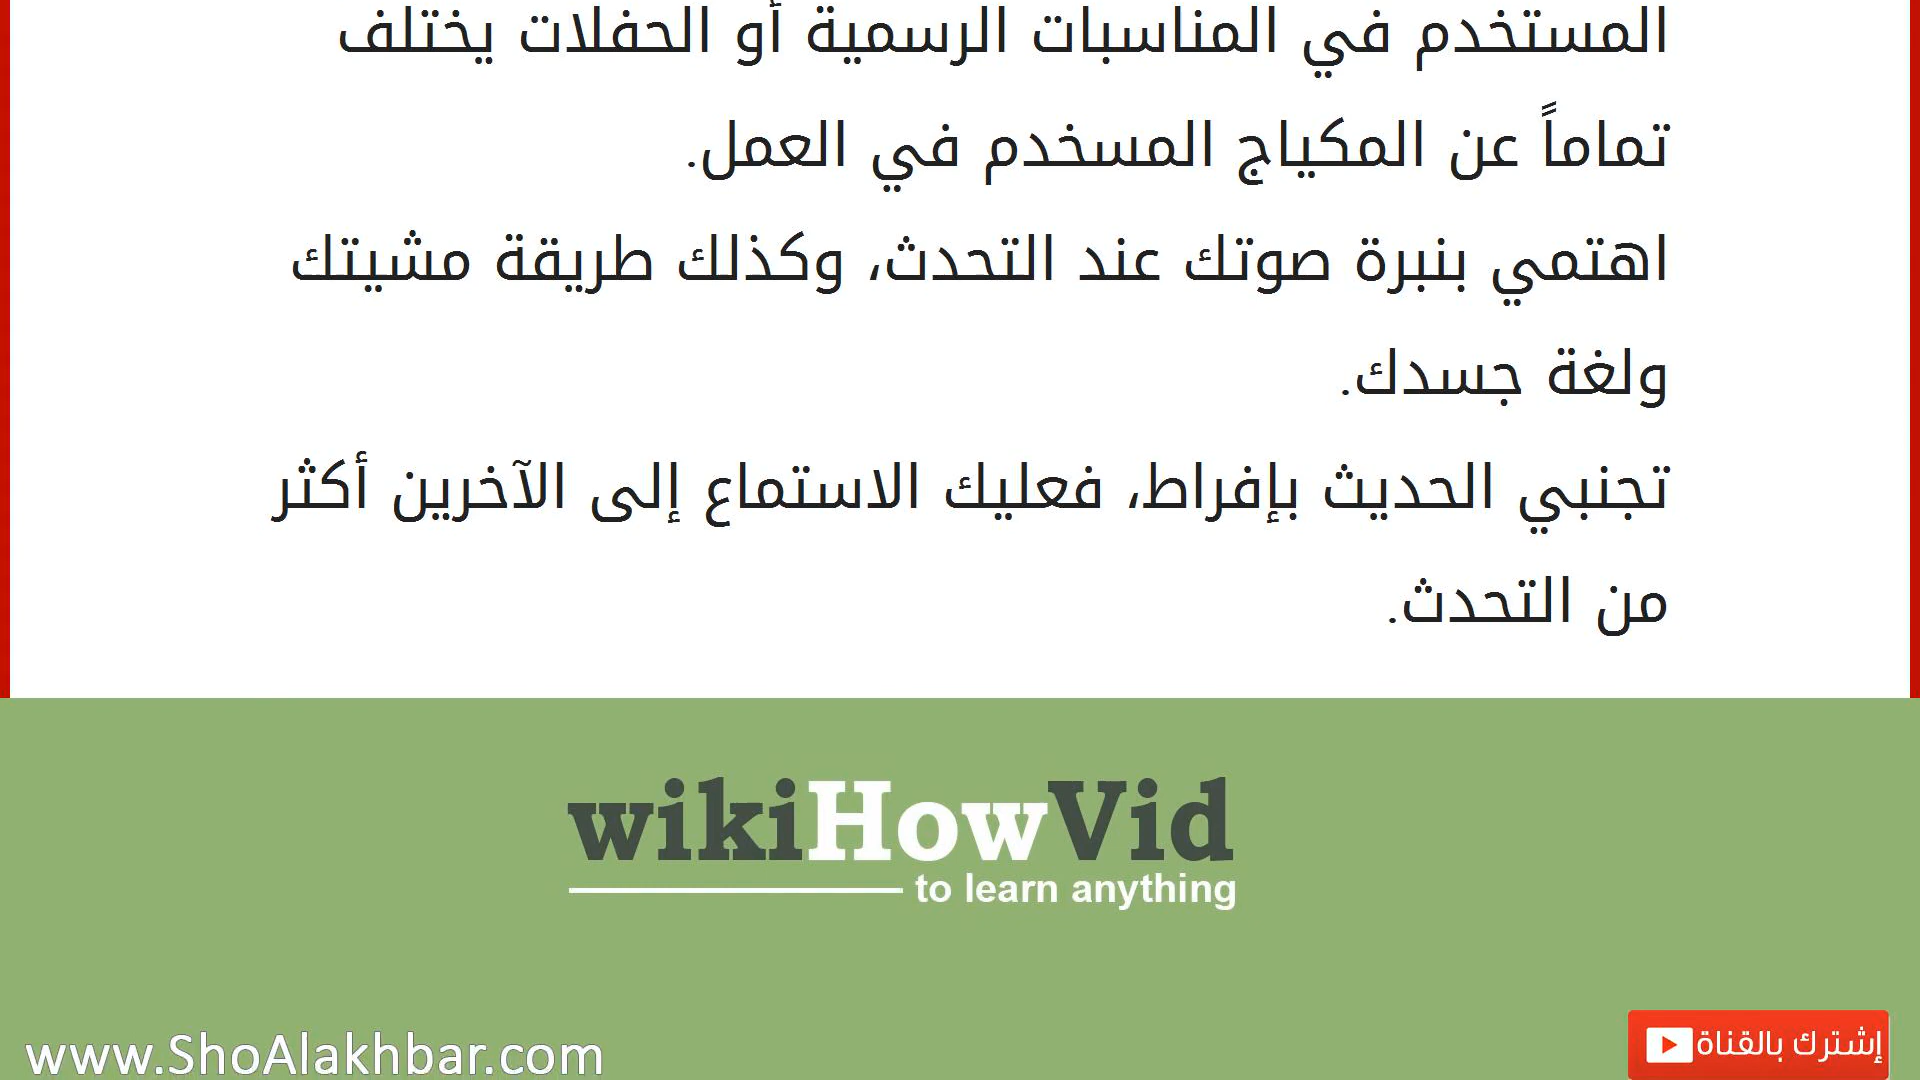 المستخدم في المناسبات الرسمية أو الحفلات يختلف
تماماً عن المكياج المسخدم في العمل.
اهتمي بنبرة صوتك عند التحدث، وكذلك طريقة مشيتك
ولغة جسدك.
تجنبي الحديث بإفراط، فعليك الاستماع إلى الآخرين أكثر
من التحدث.
wikiHowVid
to learn anything
www.ShoAlakhbar.com
إشترك بالقناة